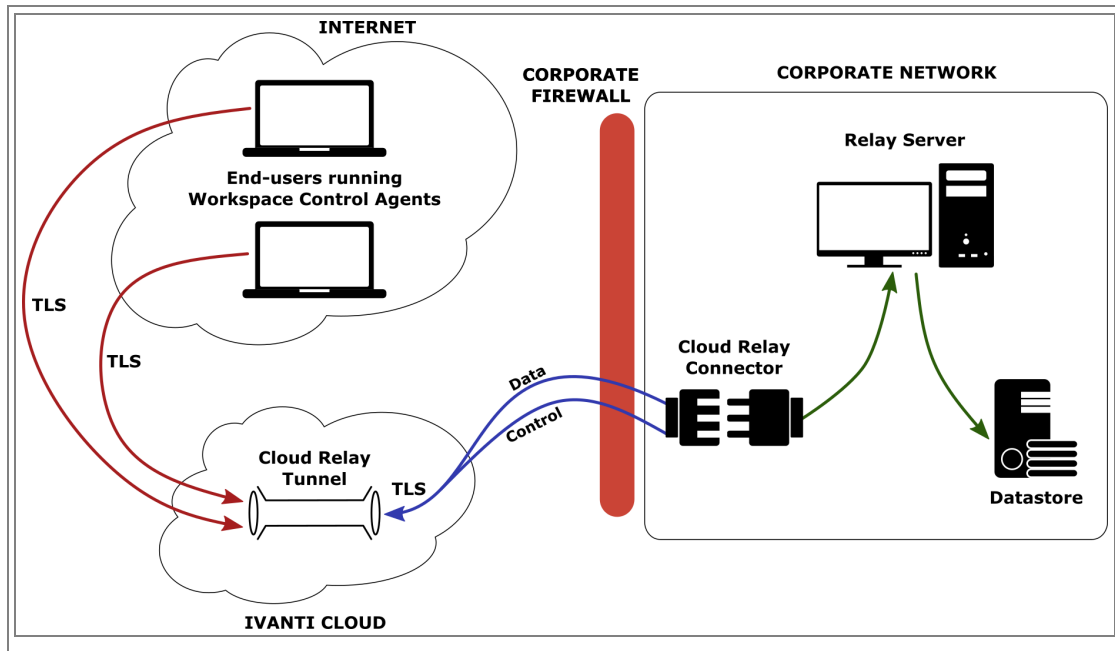 INTERNET
End-users running
Workspace Control Agents
TLS
TLS
Cloud Relay
Tunnel
TLS
IVANTI CLOUD
Data
Control
CORPORATE
FIREWALL
CORPORATE NETWORK
Relay Server
Cloud Relay
Connector
Datastore